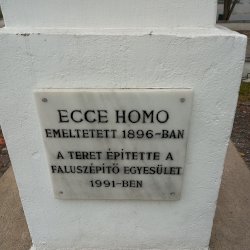 ECCE HOMO
EMELTETETT 1896-BAN
A TERET ÉPÍTETTE A
FALUSZÉPÍTŐ EGYESÜLET
1991-BEN